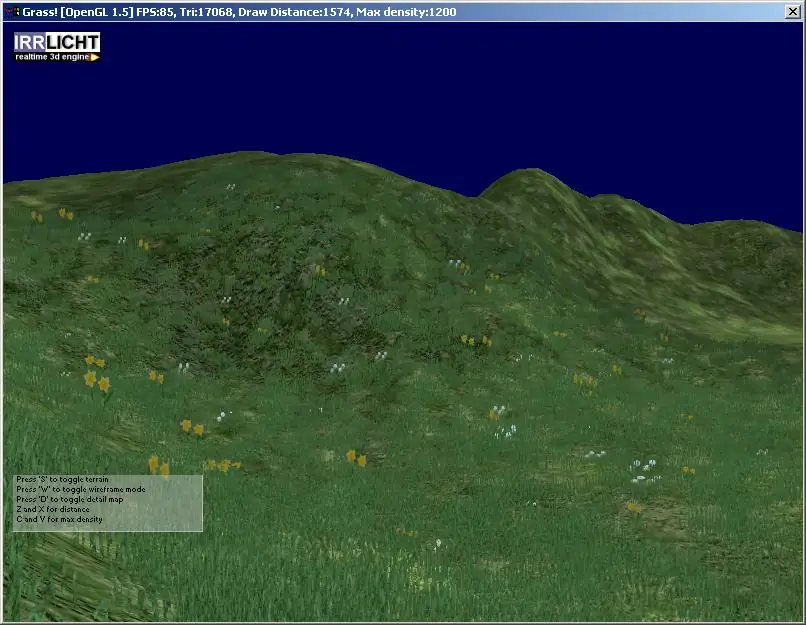 Grass! [OpenGL 1.5] FPS:85, Tri:17068, Draw Distance:1574, Max density:1200
IRRLICHT
realtime 3d engine
Press 'S' to toggle terrain
Press 'W' to toggle wireframe mode
Press 'D' to toggle detail map
Z and X for distance
C and V for max density